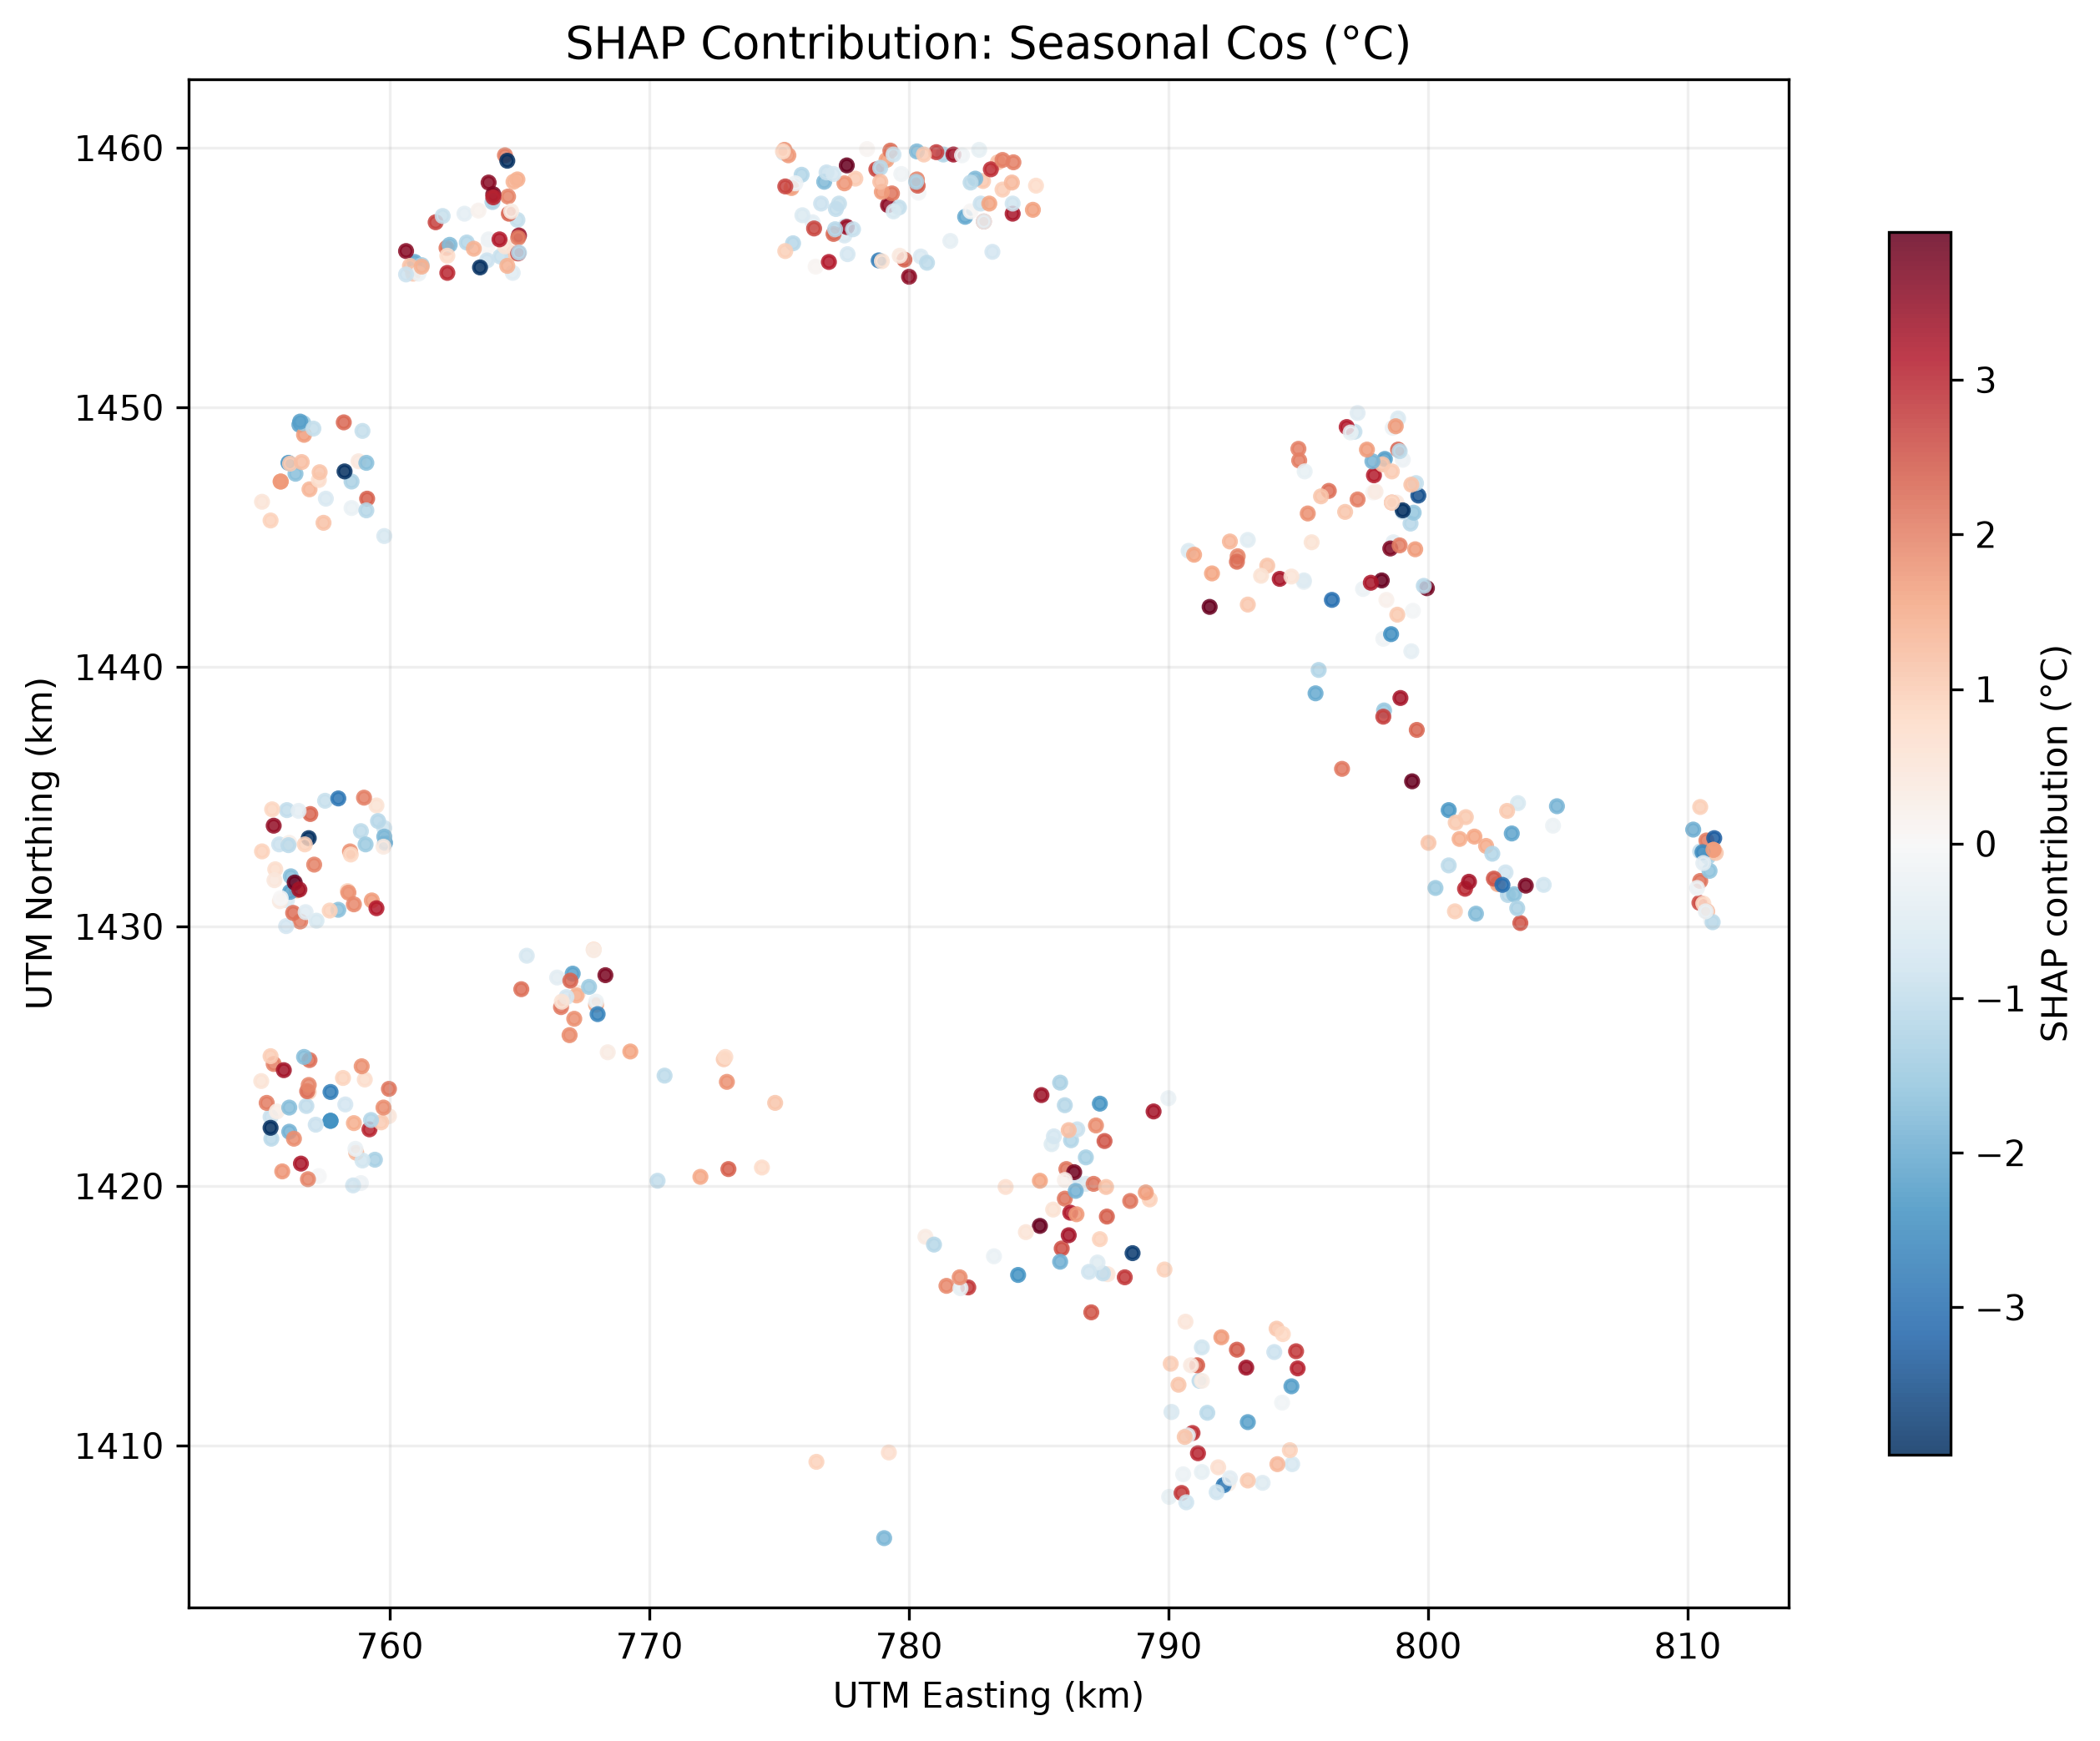 SHAP Contribution: Seasonal Cos (°C)
1460
1450
1440
1430
1420
1410
UTM Northing (km)
760 770 780 790 800 810
UTM Easting (km)
3
2
1
0
−1
−2
−3
SHAP contribution (°C)